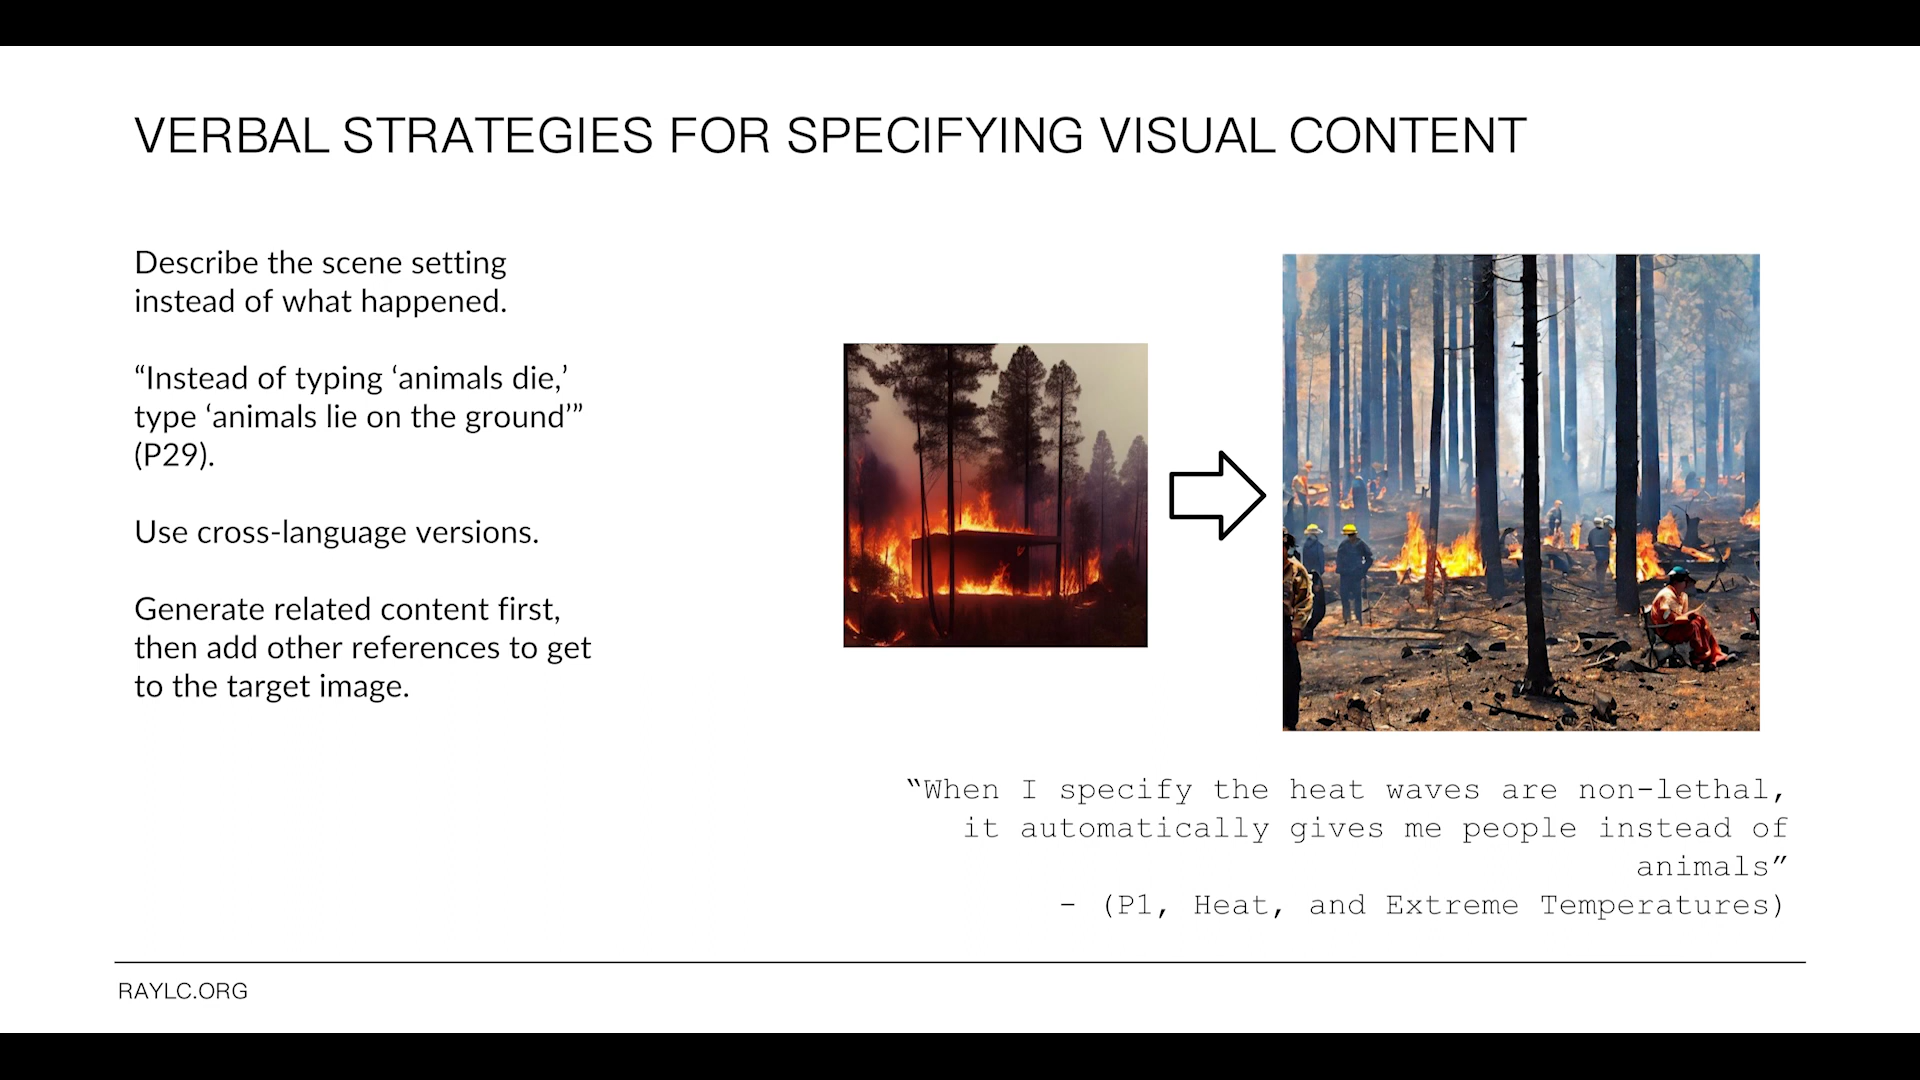 VERBAL STRATEGIES FOR SPECIFYING VISUAL CONTENT
Describe the scene setting
instead of what happened.
“Instead of typing ‘animals die,’
type ‘animals lie on the ground’”
(P29).
Use cross-language versions.
Generate related content first,
then add other references to get
to the target image.
“When I specify the heat waves are non-lethal,
it automatically gives me people instead of
animals”
- (P1, Heat, and Extreme Temperatures)
RAYLC.ORG